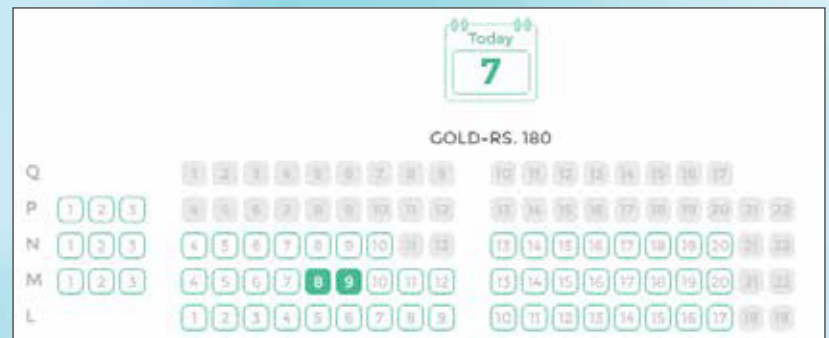 Today
7
GOLD-RS. 180
Q 1 2 3 4 5 6 7 8 9 10 11 12 13 14 15 16 17
P 1 2 3 4 5 6 7 8 9 10 11 12 13 14 15 16 17 18 19 20 21 22
N 1 2 3 4 5 6 7 8 9 10 11 12 13 14 15 16 17 18 19 20 21 22
M 1 2 3 4 5 6 7 8 9 10 11 12 13 14 15 16 17 18 19 20 21 22
L 1 2 3 4 5 6 7 8 9 10 11 12 13 14 15 16 17 18 19